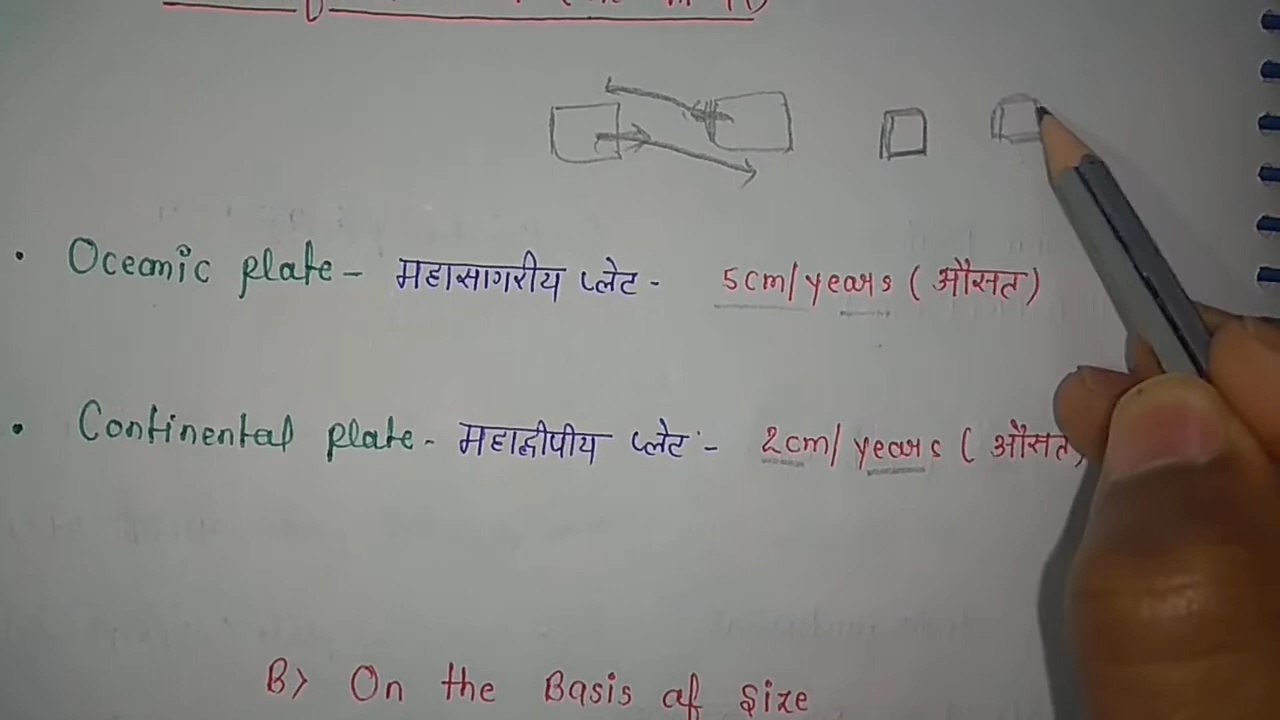 • Oceanic plate - महासागरीय प्लेट - 5cm/years (औसत)
• Continental plate - महाद्वीपीय प्लेट - 2cm/years (औसत)
B) On the Basis of size